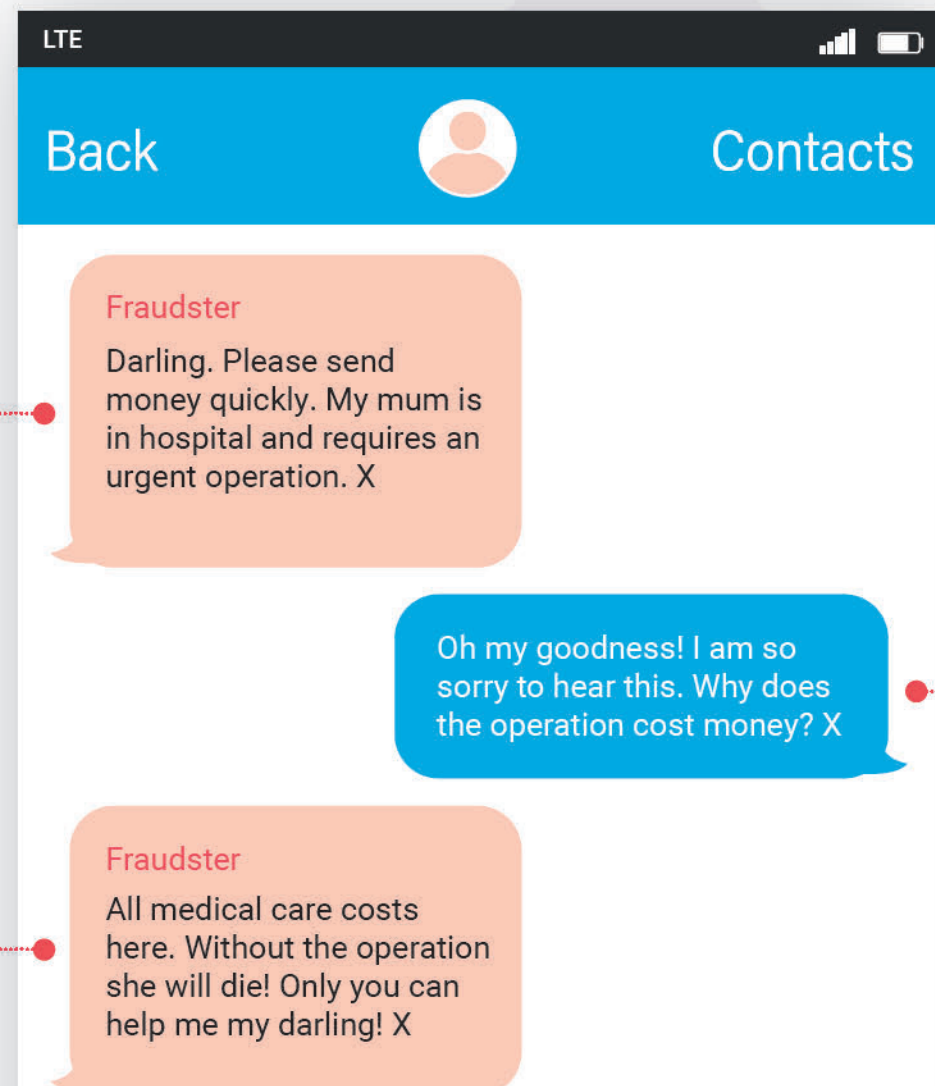 LTE
Back
Contacts
Fraudster
Darling. Please send
money quickly. My mum is
in hospital and requires an
urgent operation. X
Oh my goodness! I am so
sorry to hear this. Why does
the operation cost money? X
Fraudster
All medical care costs
here. Without the operation
she will die! Only you can
help me my darling! X